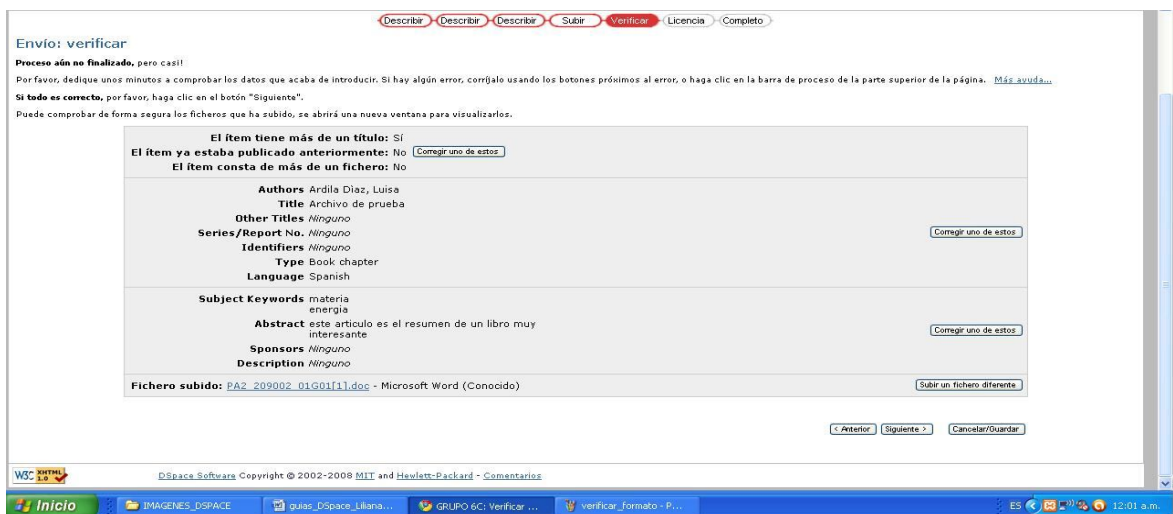 Describir Describir Describir Subir Verificar Licencia Completo
Envío: verificar
Proceso aún no finalizado, pero casi!
Por favor, dedique unos minutos a comprobar los datos que acaba de introducir. Si hay algún error, corríjalo usando los botones próximos al error, o haga clic en la barra de proceso de la parte superior de la página. Más ayuda...
Si todo es correcto, por favor, haga clic en el botón "Siguiente".
Puede comprobar de forma segura los ficheros que ha subido, se abrirá una nueva ventana para visualizarlos.
El ítem tiene más de un título: Sí
El ítem ya estaba publicado anteriormente: No Corregir uno de estos
El ítem consta de más de un fichero: No
Authors Ardila Dìaz, Luisa
Title Archivo de prueba
Other Titles Ninguno
Series/Report No. Ninguno Corregir uno de estos
Identifiers Ninguno
Type Book chapter
Language Spanish
Subject Keywords materia
energia
Abstract este articulo es el resumen de un libro muy
interesante Corregir uno de estos
Sponsors Ninguno
Description Ninguno
Fichero subido: PA2_209002_01G01[1].doc - Microsoft Word (Conocido) Subir un fichero diferente
< Anterior Siguiente > Cancelar/Guardar
W3C XHTML 1.0 DSpace Software Copyright © 2002-2008 MIT and Hewlett-Packard - Comentarios
Inicio IMAGENES_DSPACE guias_DSpace_Liliana... GRUPO 6C: Verificar ... verificar_formato - P... ES 12:01 a.m.